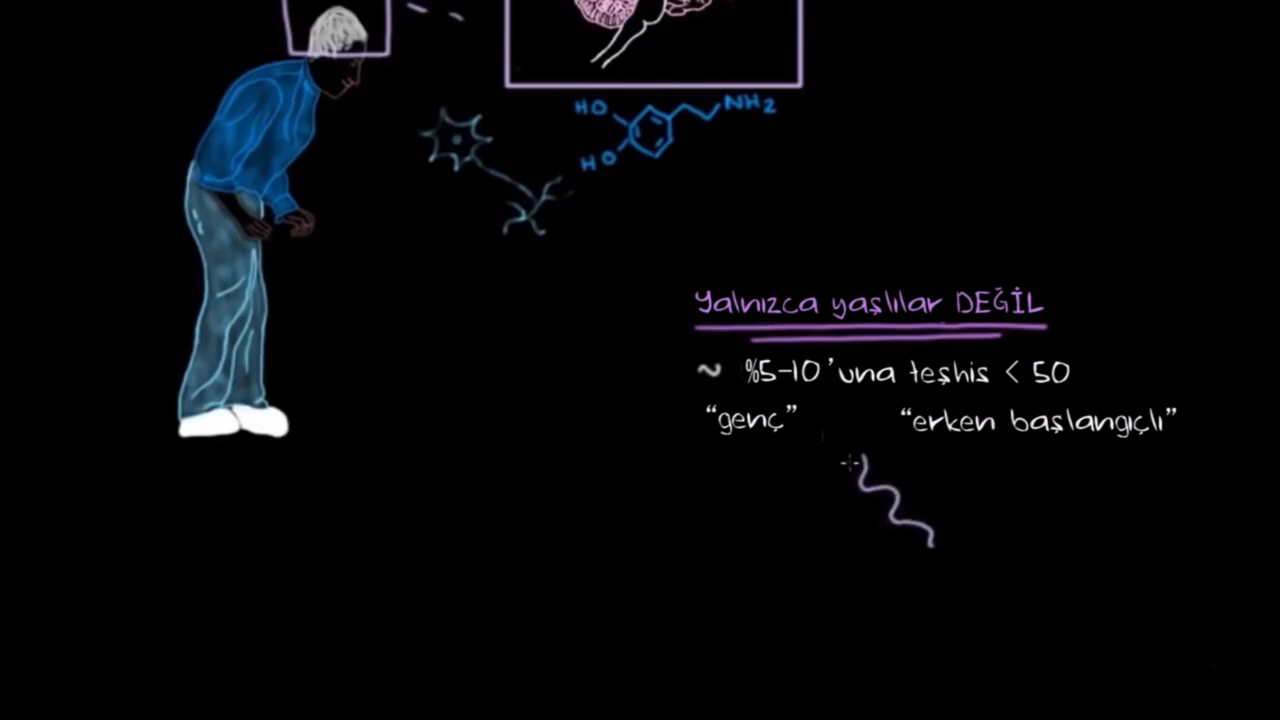 HO
NH2
HO
Yalnızca yaşlılar DEĞİL
~ %5-10'una teşhis < 50
"genç" "erken başlangıçlı"